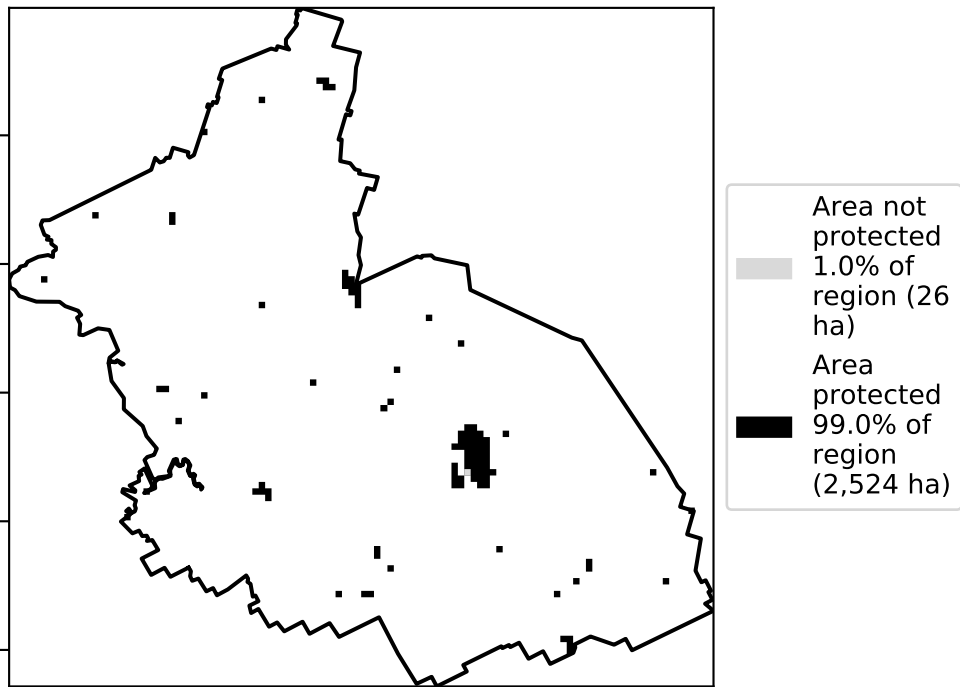 Area not
protected
1.0% of
region (26
ha)
Area
protected
99.0% of
region
(2,524 ha)